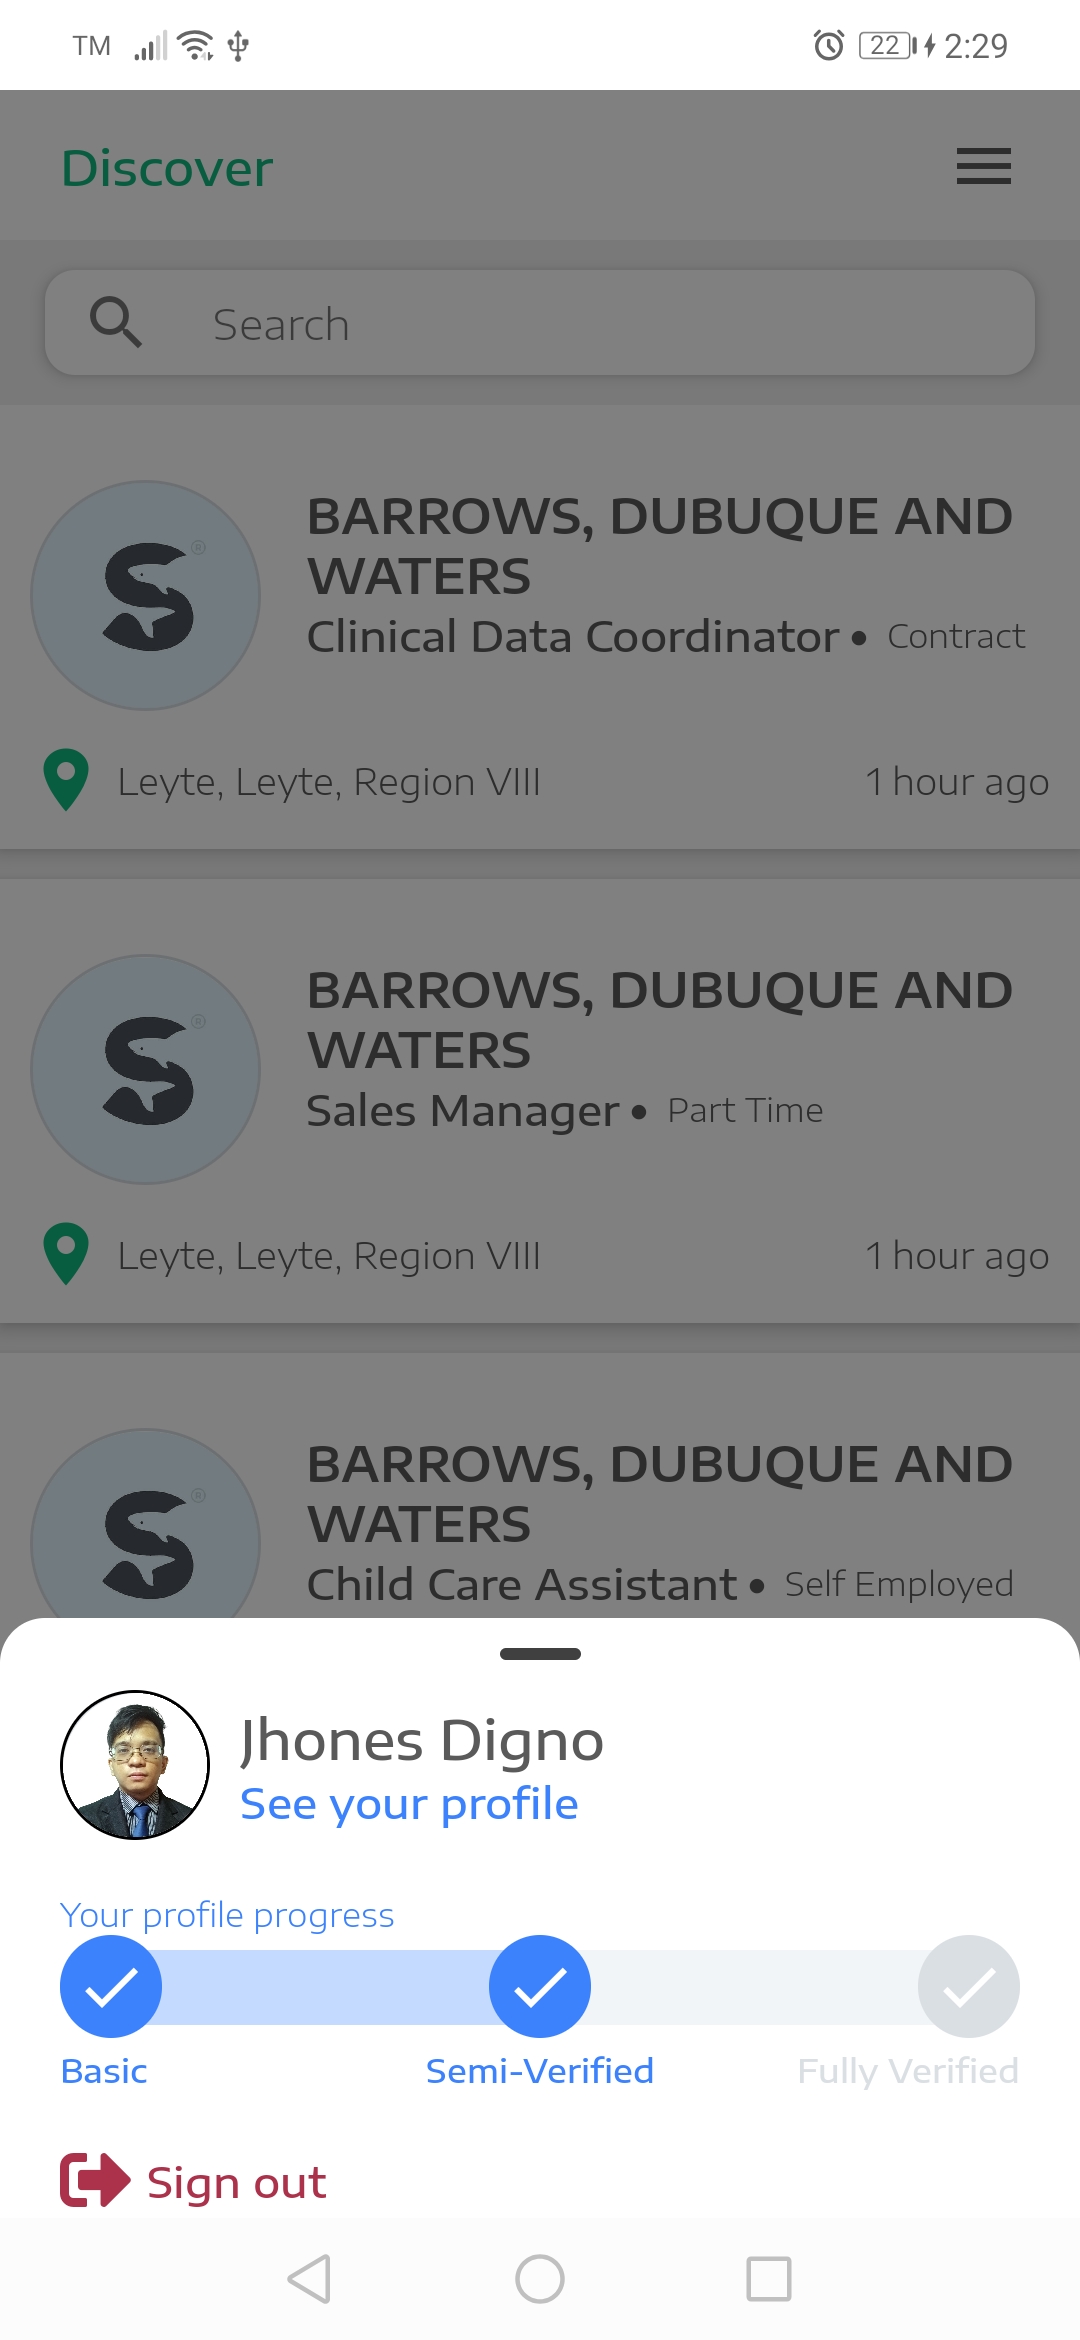 TM 22 2:29
Discover
Search
BARROWS, DUBUQUE AND
WATERS
Clinical Data Coordinator • Contract
Leyte, Leyte, Region VIII 1 hour ago
BARROWS, DUBUQUE AND
WATERS
Sales Manager • Part Time
Leyte, Leyte, Region VIII 1 hour ago
BARROWS, DUBUQUE AND
WATERS
Child Care Assistant • Self Employed
Jhones Digno
See your profile
Your profile progress
Basic Semi-Verified Fully Verified
Sign out